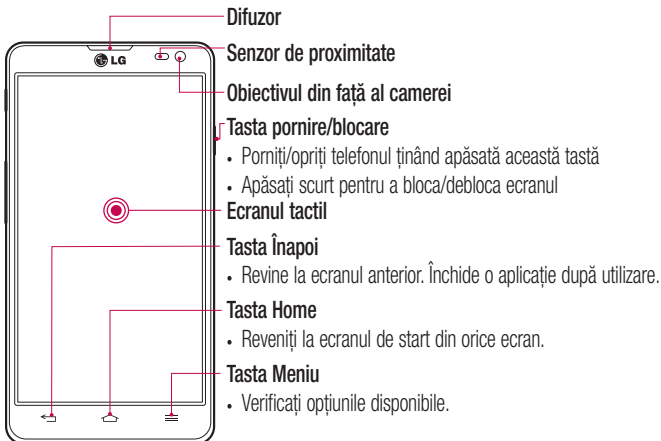 Difuzor
LG
Senzor de proximitate
Obiectivul din față al camerei
Tasta pornire/blocare
• Porniți/opriți telefonul ținând apăsată această tastă
• Apăsați scurt pentru a bloca/debloca ecranul
Ecranul tactil
Tasta Înapoi
• Revine la ecranul anterior. Închide o aplicație după utilizare.
Tasta Home
• Reveniți la ecranul de start din orice ecran.
Tasta Meniu
• Verificați opțiunile disponibile.